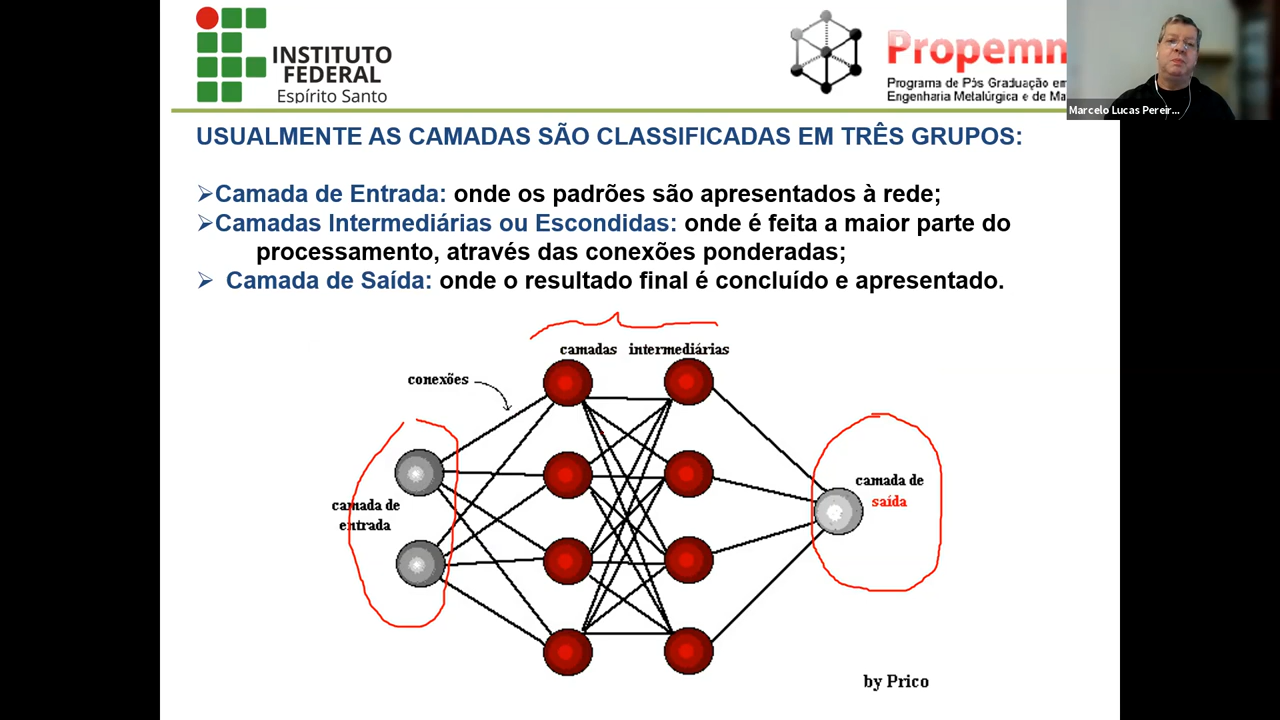 INSTITUTO
FEDERAL
Espírito Santo
Propemm
Programa de Pós Graduação em
Engenharia Metalúrgica e de Ma
Marcelo Lucas Pereir...
USUALMENTE AS CAMADAS SÃO CLASSIFICADAS EM TRÊS GRUPOS:
➢Camada de Entrada: onde os padrões são apresentados à rede;
➢Camadas Intermediárias ou Escondidas: onde é feita a maior parte do
processamento, através das conexões ponderadas;
➢ Camada de Saída: onde o resultado final é concluído e apresentado.
camadas intermediárias
conexões
camada de
entrada
camada de
saída
by Prico